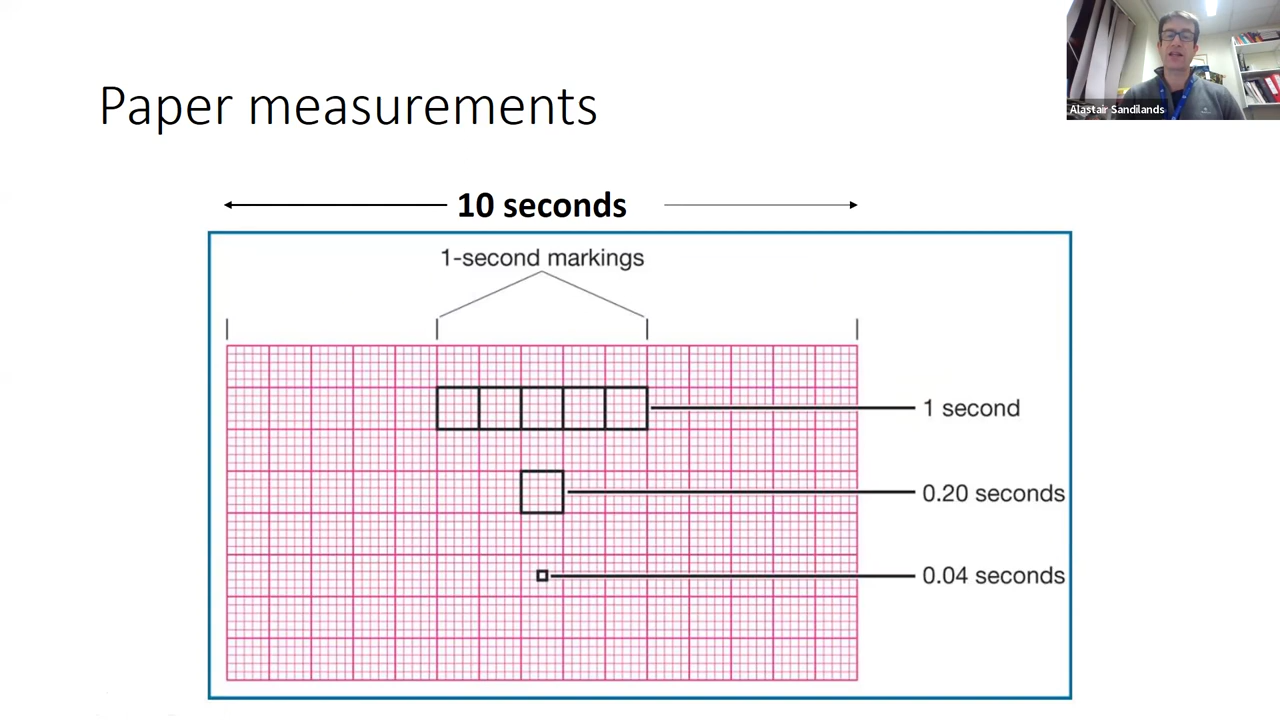 Alastair Sandilands
Paper measurements
10 seconds
1-second markings
1 second
0.20 seconds
0.04 seconds